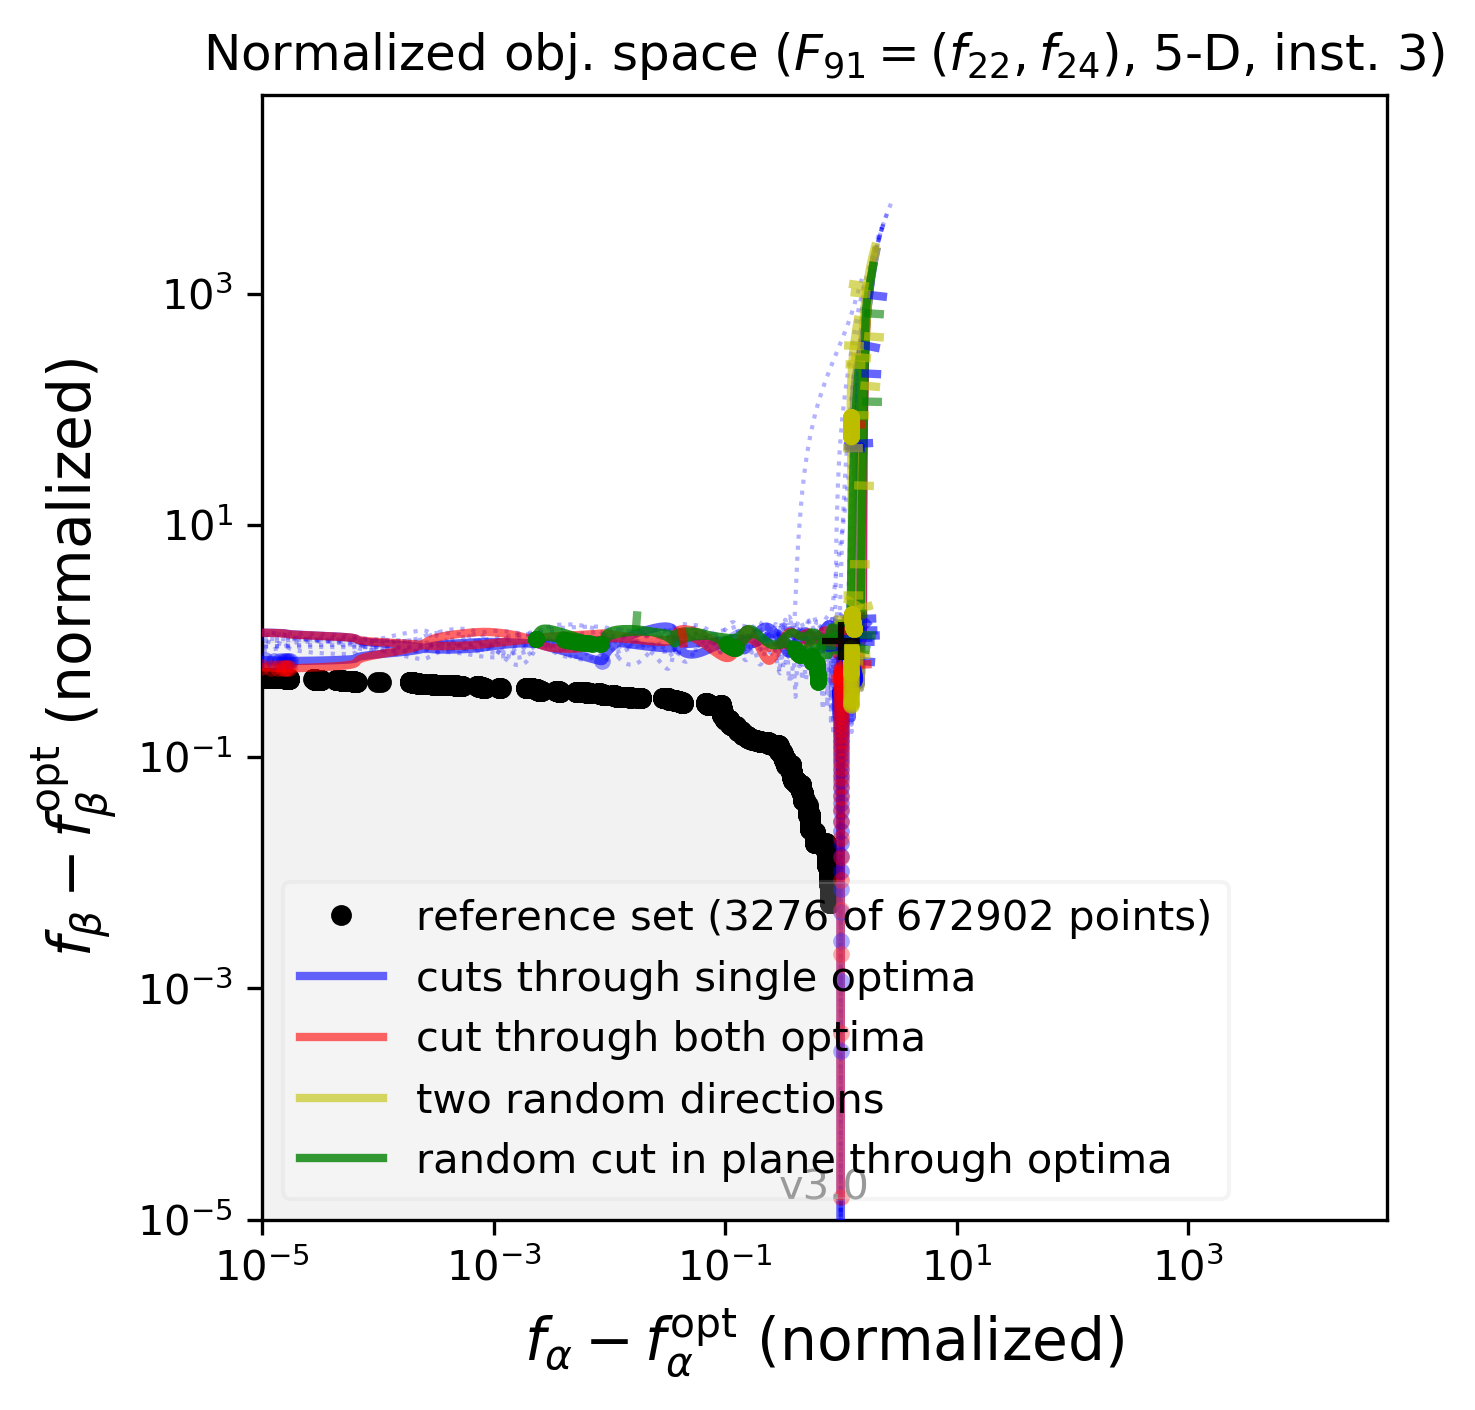 Normalized obj. space (F₉₁ = (f₂₂, f₂₄), 5-D, inst. 3)
10³
10¹
10⁻¹
10⁻³
10⁻⁵
f_β − f_β^opt (normalized)
reference set (3276 of 672902 points)
cuts through single optima
cut through both optima
two random directions
random cut in plane through optima
v3.0
10⁻⁵ 10⁻³ 10⁻¹ 10¹ 10³
f_α − f_α^opt (normalized)